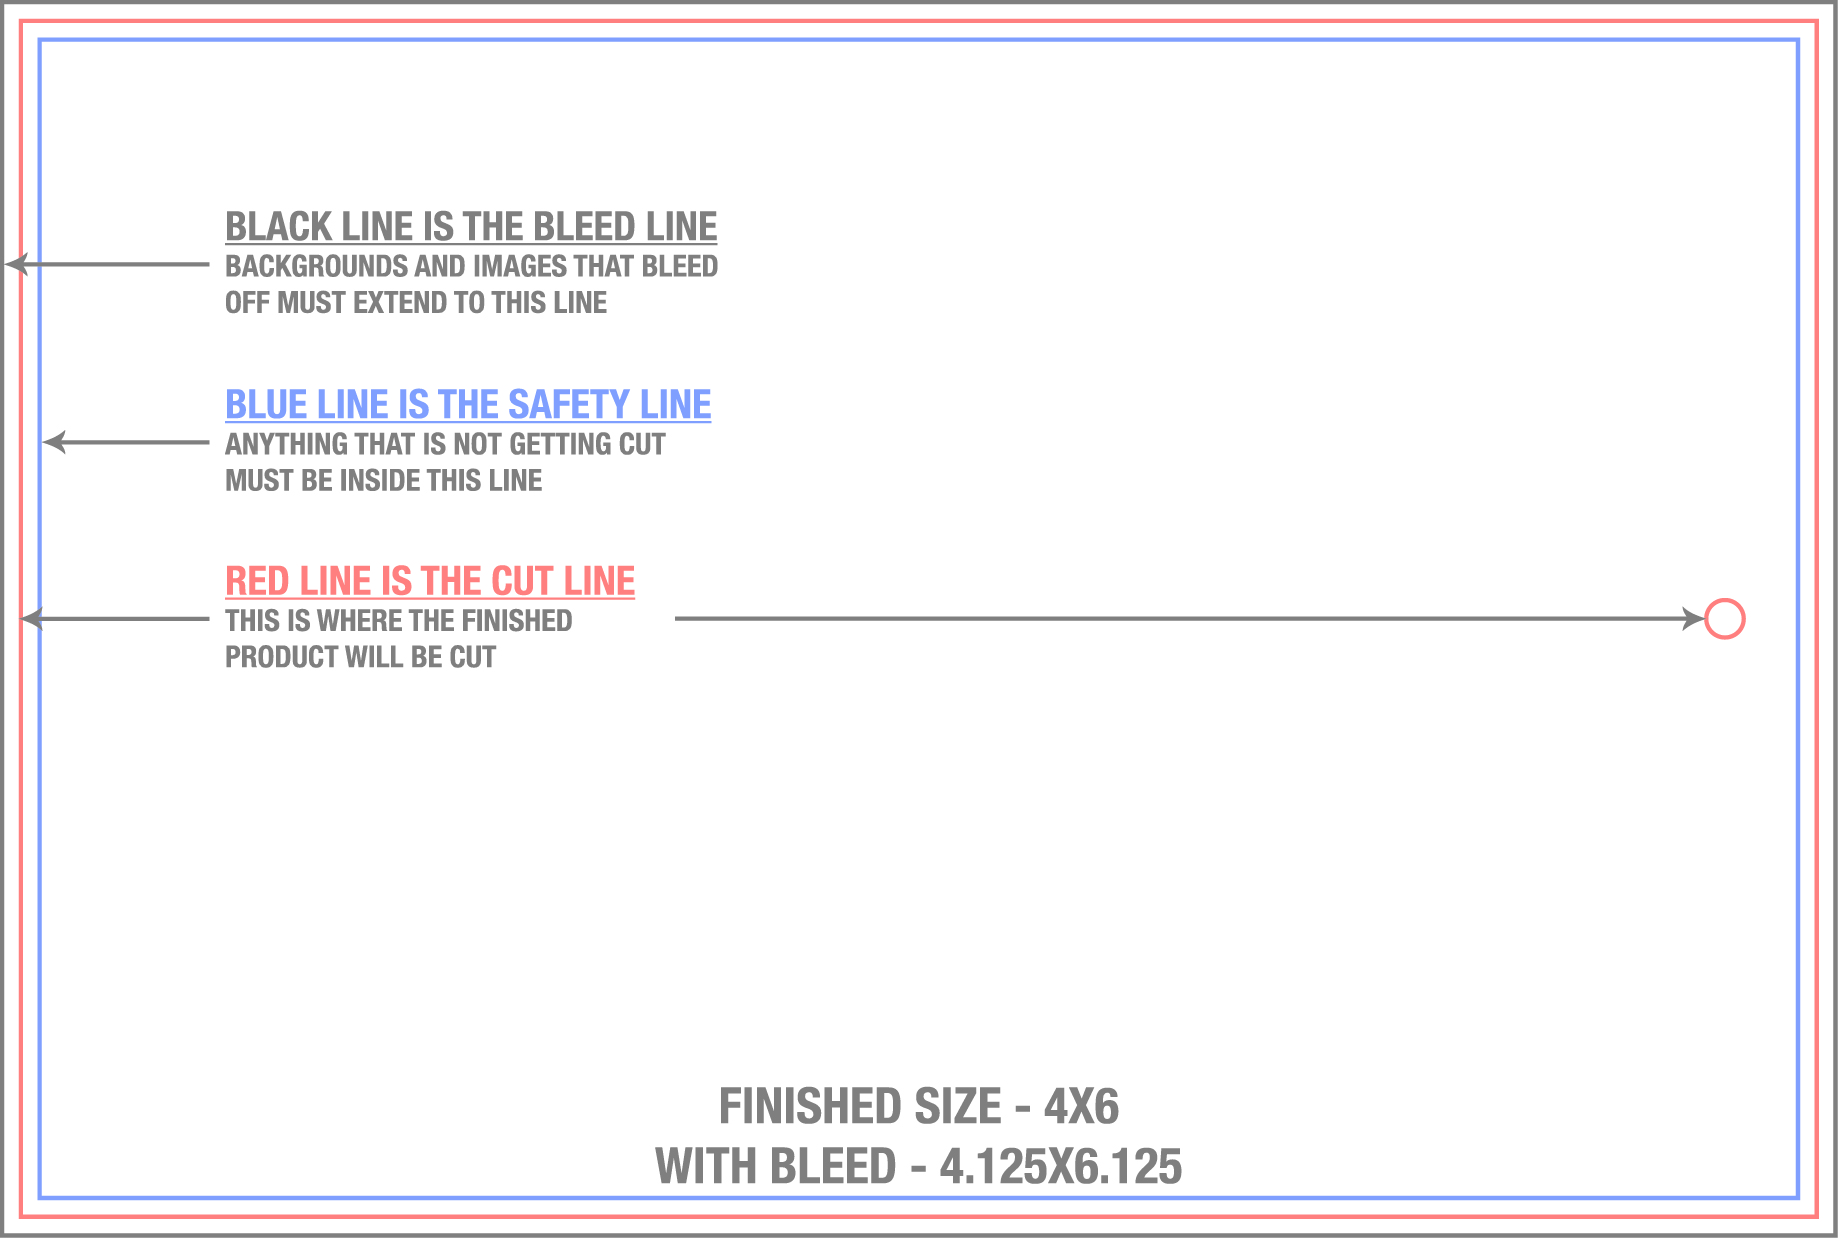 BLACK LINE IS THE BLEED LINE
BACKGROUNDS AND IMAGES THAT BLEED
OFF MUST EXTEND TO THIS LINE
BLUE LINE IS THE SAFETY LINE
ANYTHING THAT IS NOT GETTING CUT
MUST BE INSIDE THIS LINE
RED LINE IS THE CUT LINE
THIS IS WHERE THE FINISHED
PRODUCT WILL BE CUT
FINISHED SIZE - 4X6
WITH BLEED - 4.125X6.125